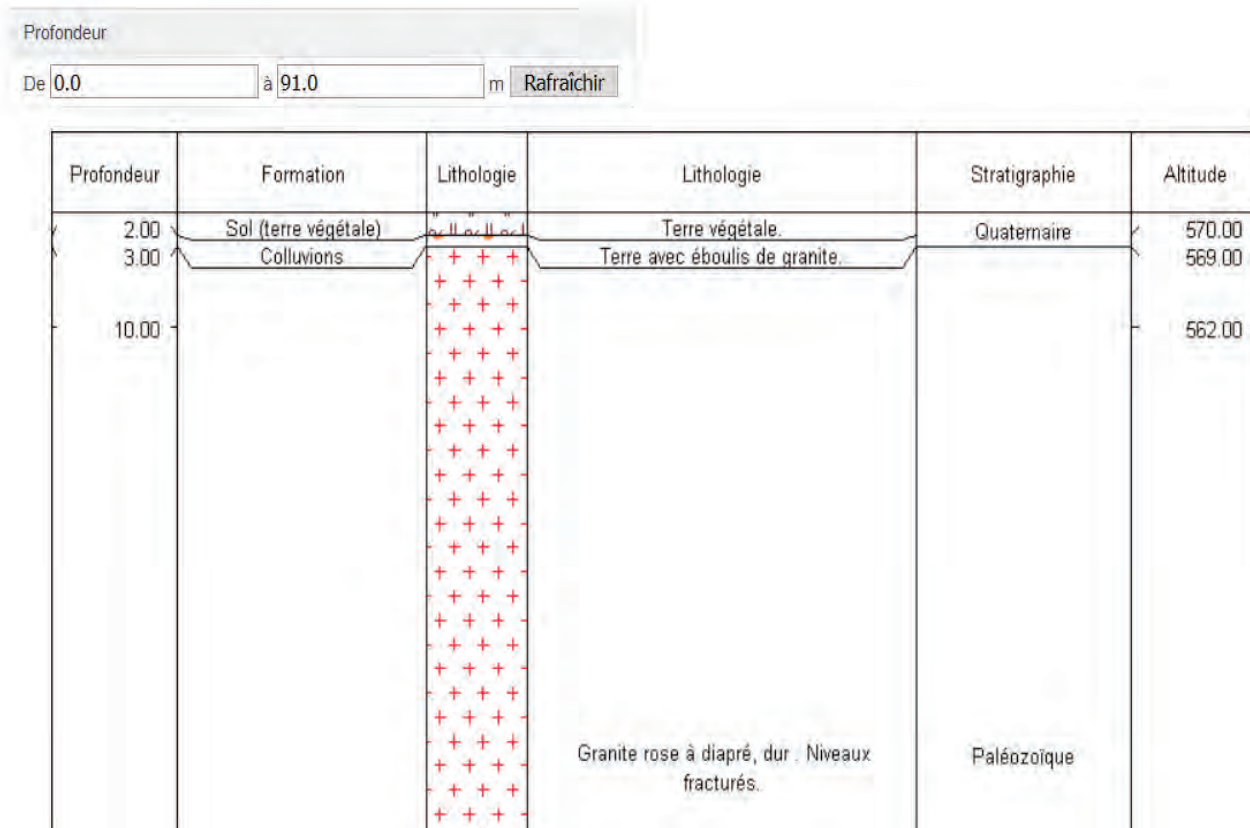 Profondeur
De 0.0 à 91.0 m Rafraîchir
Profondeur Formation Lithologie Lithologie Stratigraphie Altitude
2.00 Sol (terre végétale) Terre végétale. Quaternaire 570.00
3.00 Colluvions Terre avec éboulis de granite. 569.00
10.00 562.00
Granite rose à diapré, dur . Niveaux Paléozoïque
fracturés.